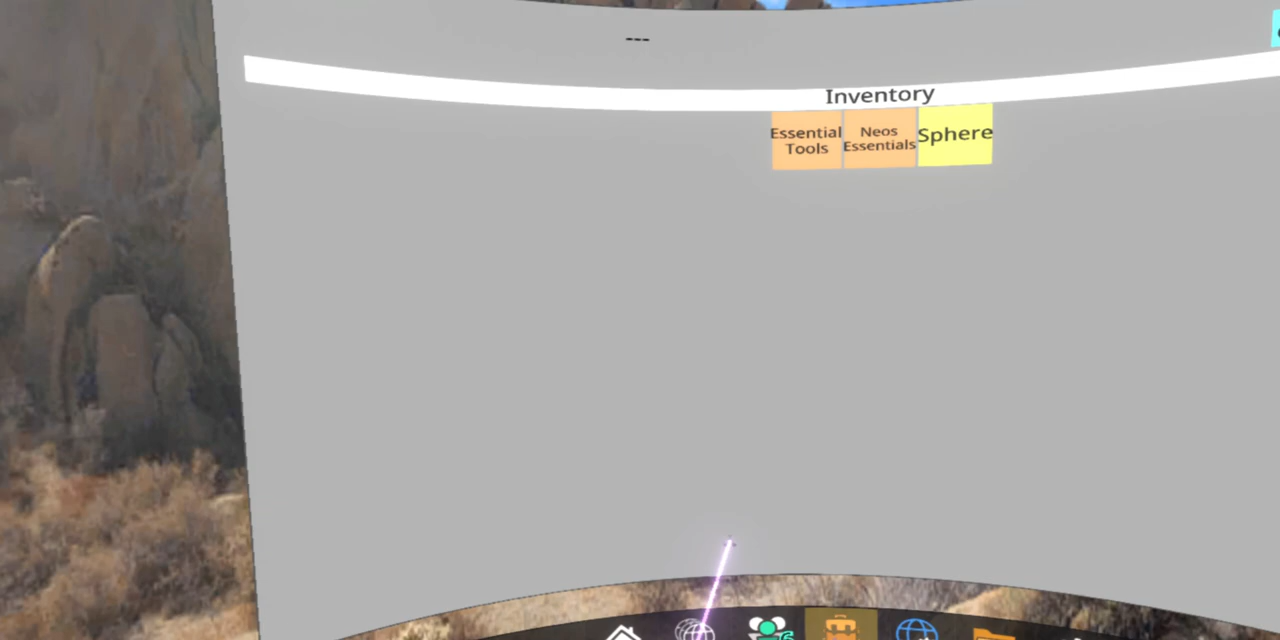 ---
Inventory
Essential
Tools
Neos
Essentials
Sphere